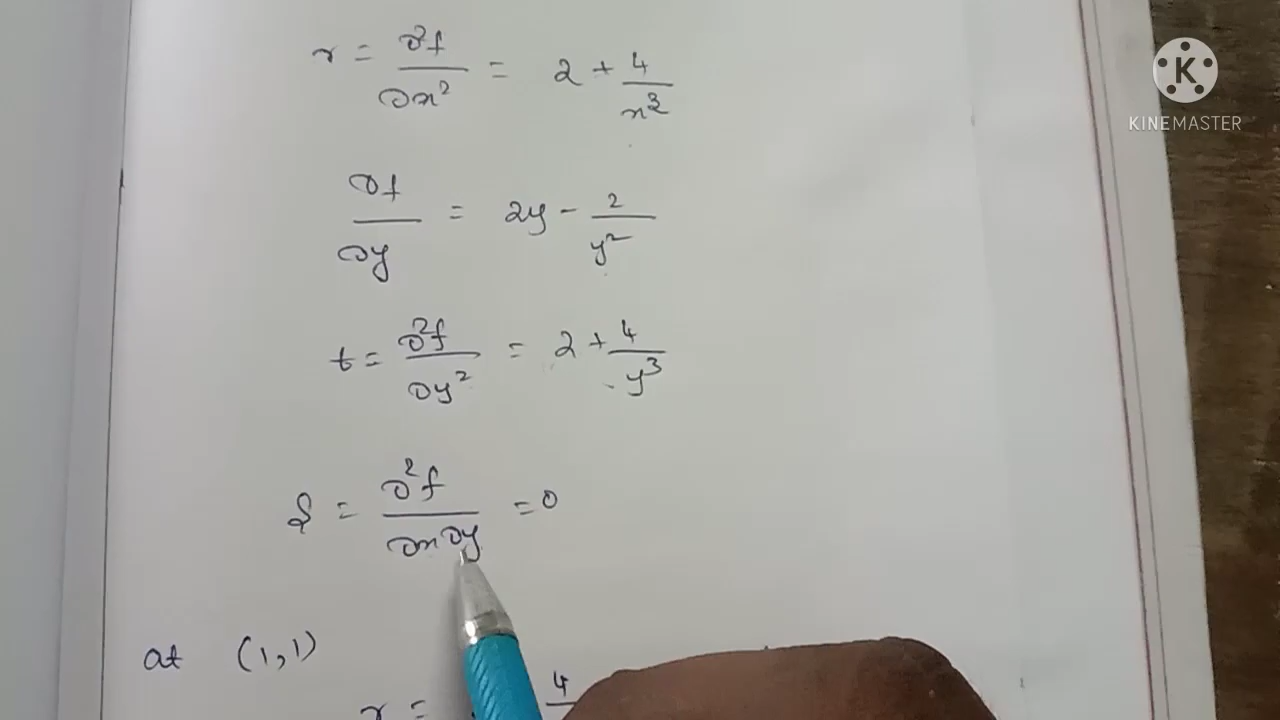 r = ∂²f/∂x² = 2 + 4/x³
K
KINEMASTER
∂f/∂y = 2y - 2/y²
t = ∂²f/∂y² = 2 + 4/y³
S = ∂²f/∂x∂y = 0
at (1,1)
r = 4